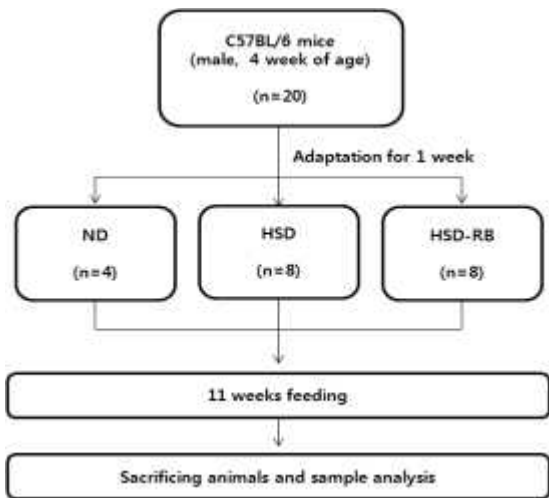 C57BL/6 mice
(male, 4 week of age)
(n=20)
Adaptation for 1 week
ND
(n=4)
HSD
(n=8)
HSD-RB
(n=8)
11 weeks feeding
Sacrificing animals and sample analysis